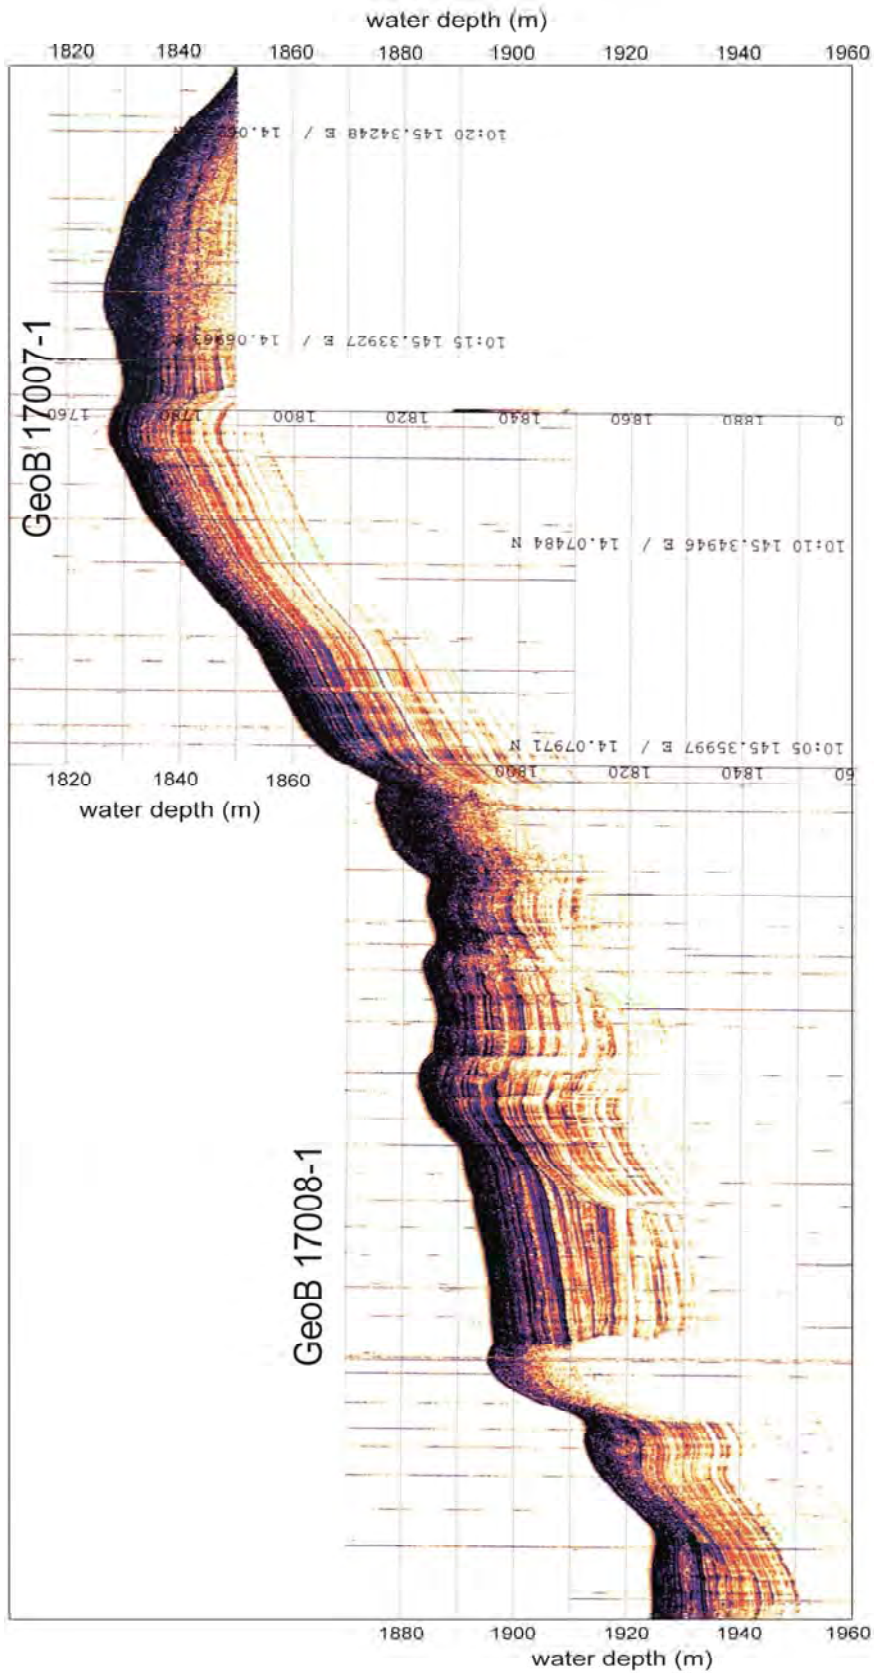 water depth (m)
1820 1840 1860 1880 1900 1920 1940 1960
10:20 145.34248 E / 14.06
10:15 145.33927 E / 14.06963
GeoB 17007-1
1760 1780 1800 1820 1840 1860 1880 0
10:10 145.34946 E / 14.07484 N
10:05 145.35997 E / 14.07971 N
1800 1820 1840 60
1820 1840 1860
water depth (m)
GeoB 17008-1
1880 1900 1920 1940 1960
water depth (m)